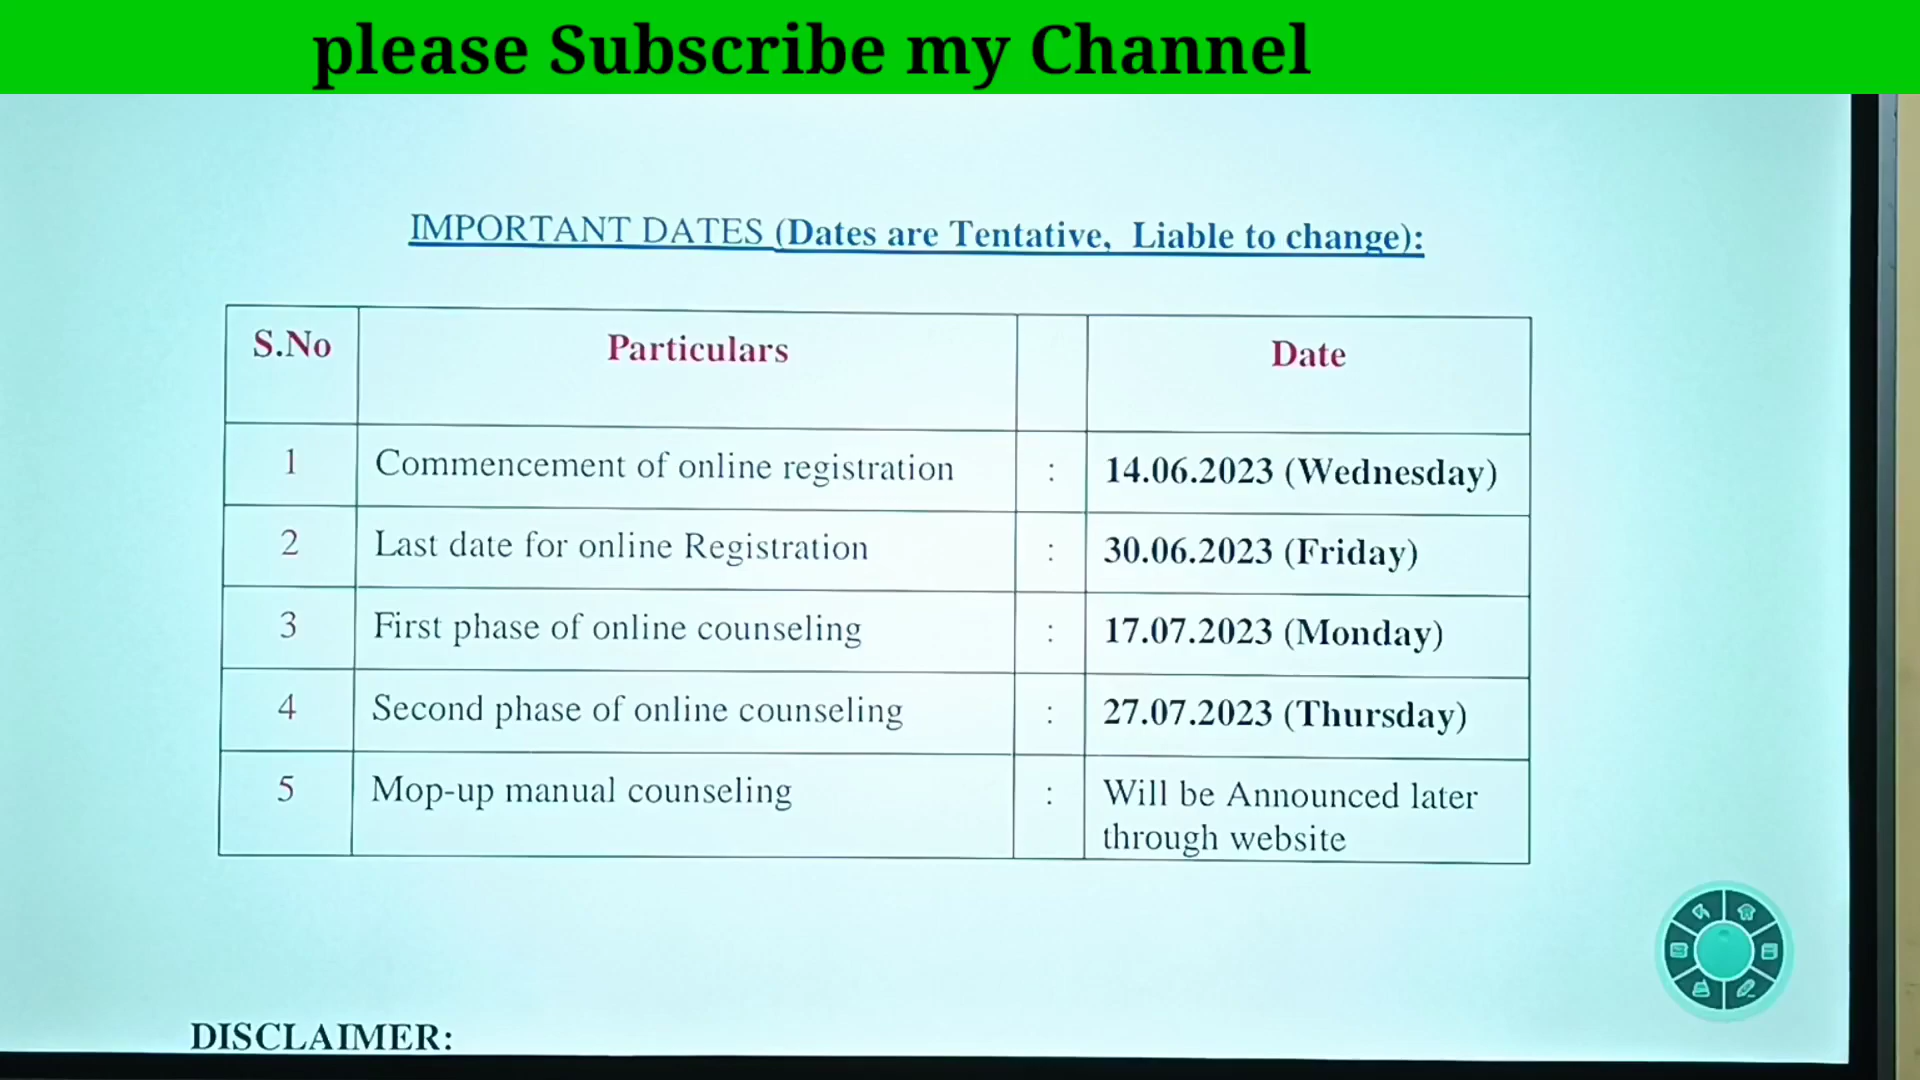 please Subscribe my Channel
IMPORTANT DATES (Dates are Tentative, Liable to change):
S.No Particulars Date
1 Commencement of online registration : 14.06.2023 (Wednesday)
2 Last date for online Registration : 30.06.2023 (Friday)
3 First phase of online counseling : 17.07.2023 (Monday)
4 Second phase of online counseling : 27.07.2023 (Thursday)
5 Mop-up manual counseling : Will be Announced later
through website
DISCLAIMER: